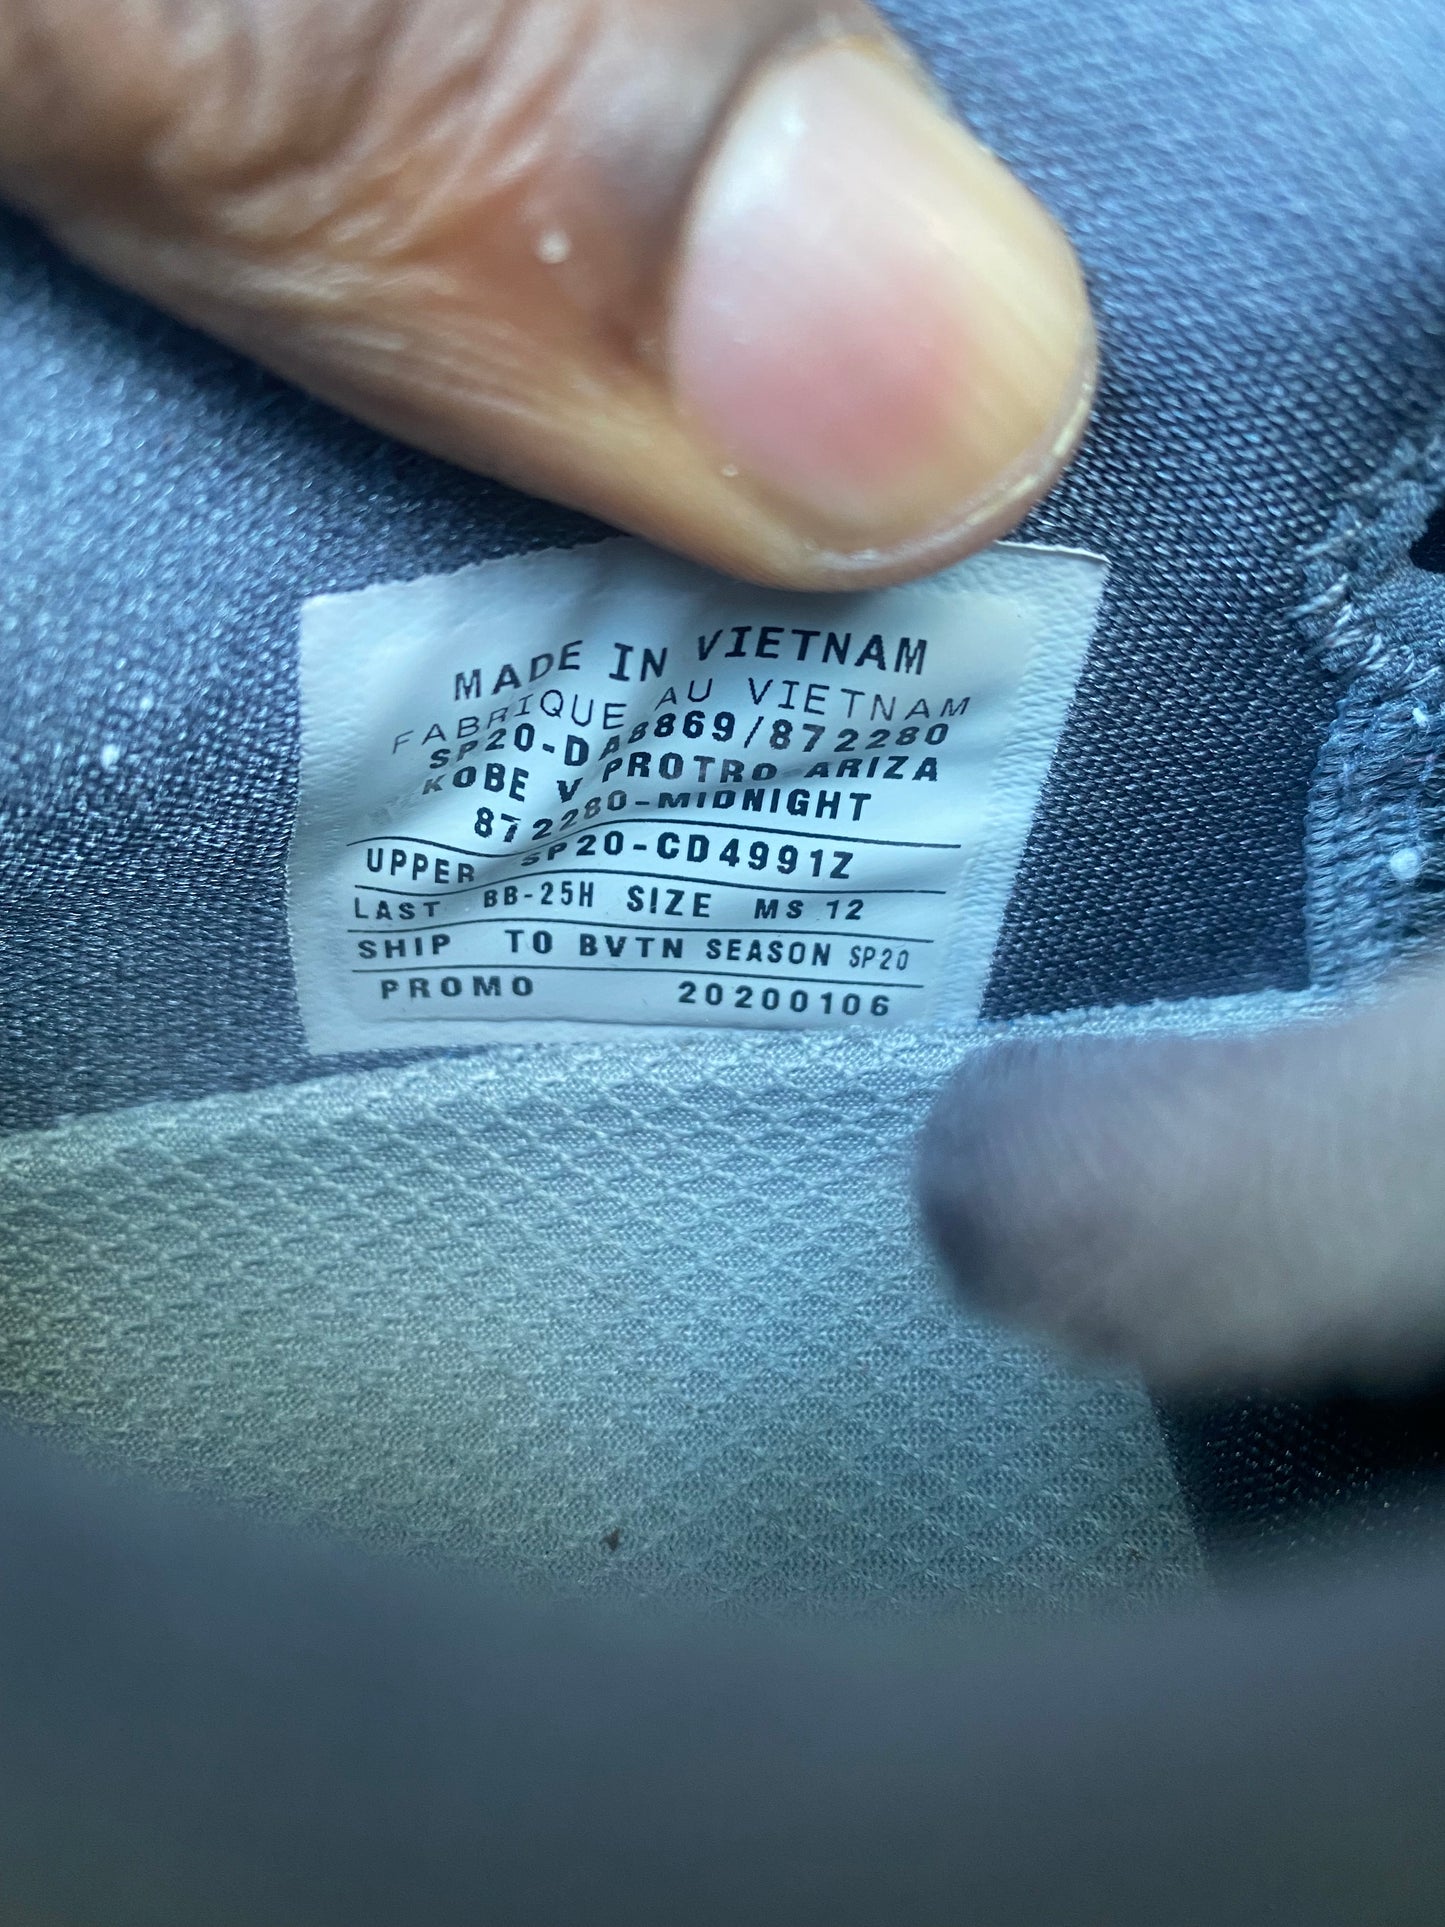 MADE IN VIETNAM
FABRIQUE AU VIETNAM
SP20-DA8869/872280
KOBE V PROTRO ARIZA
872280-MIDNIGHT
UPPER SP20-CD4991Z
LAST BB-25H SIZE MS 12
SHIP TO BVTN SEASON SP20
PROMO 20200106